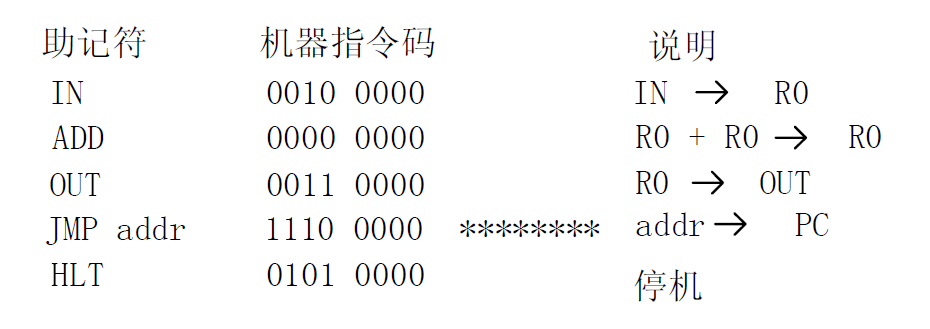 助记符 机器指令码 说明
IN 0010 0000 IN → R0
ADD 0000 0000 R0 + R0 → R0
OUT 0011 0000 R0 → OUT
JMP addr 1110 0000 ******** addr → PC
HLT 0101 0000 停机